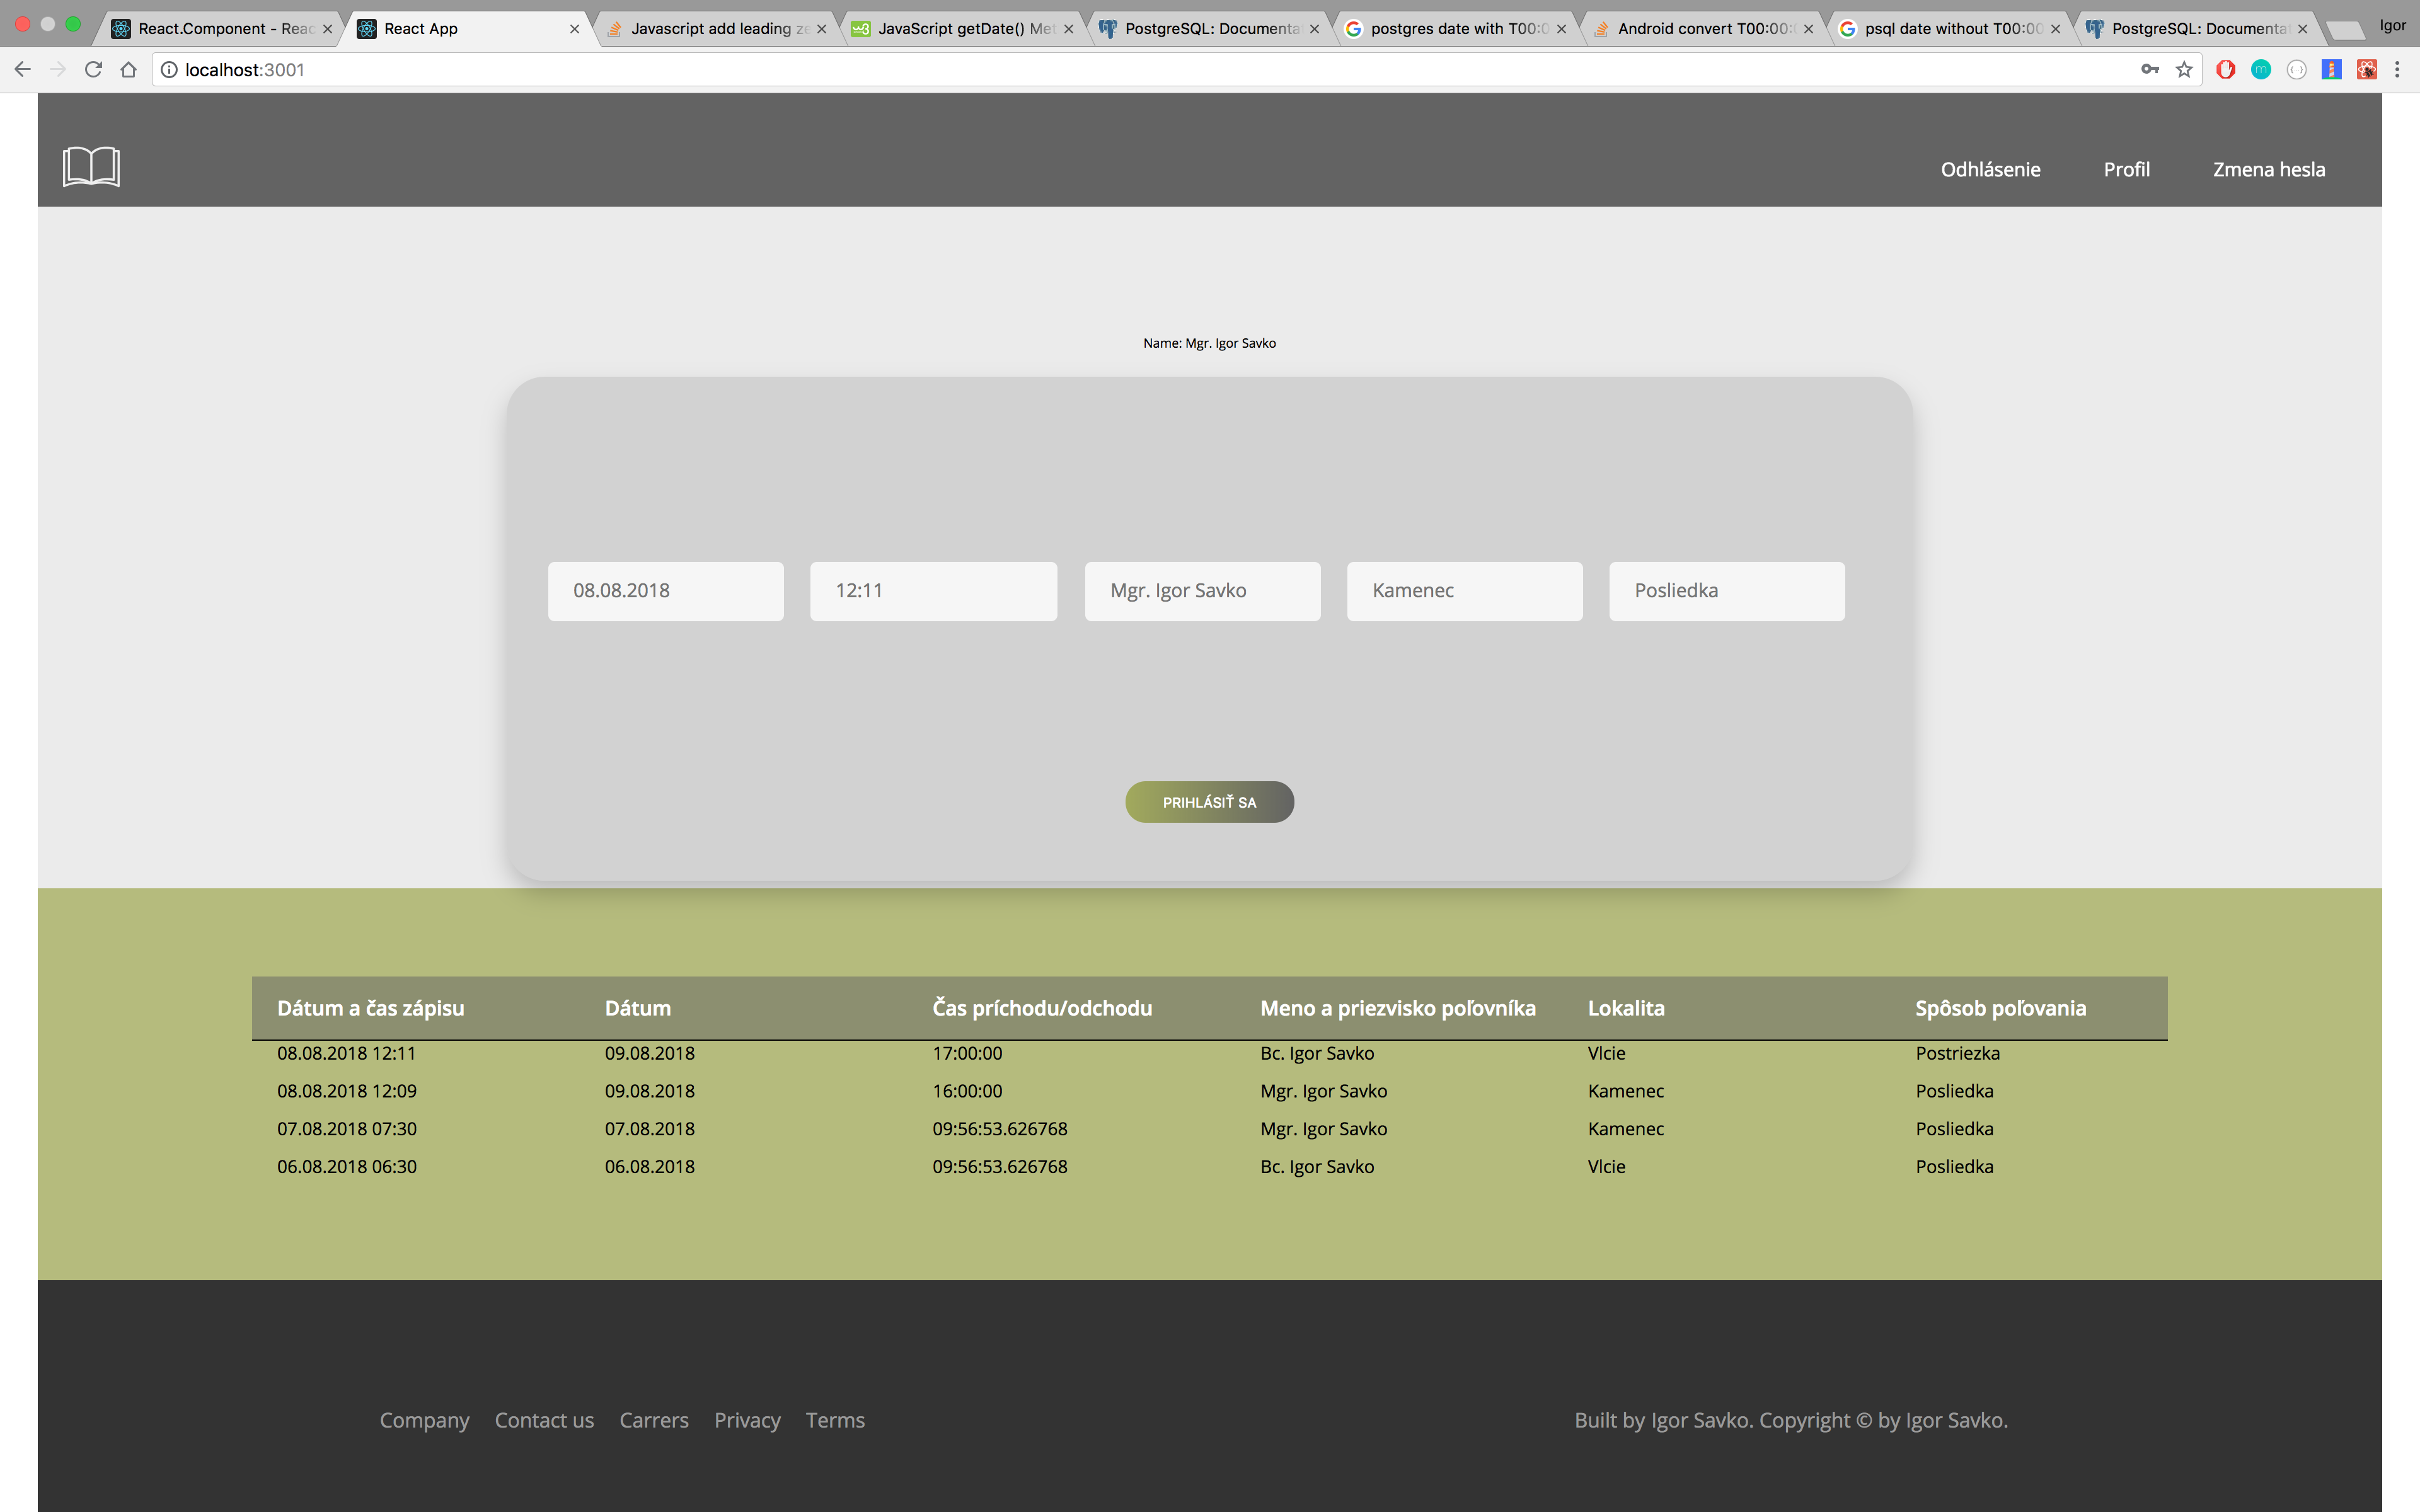 React.Component - Reac
React App
Javascript add leading ze
JavaScript getDate() Met
PostgreSQL: Documenta
postgres date with T00:0
Android convert T00:00:
psql date without T00:00
PostgreSQL: Documenta
Igor
localhost:3001
Odhlásenie Profil Zmena hesla
Name: Mgr. Igor Savko
08.08.2018 12:11 Mgr. Igor Savko Kamenec Posliedka
PRIHLÁSIŤ SA
Dátum a čas zápisu Dátum Čas príchodu/odchodu Meno a priezvisko poľovníka Lokalita Spôsob poľovania
08.08.2018 12:11 09.08.2018 17:00:00 Bc. Igor Savko Vlcie Postriezka
08.08.2018 12:09 09.08.2018 16:00:00 Mgr. Igor Savko Kamenec Posliedka
07.08.2018 07:30 07.08.2018 09:56:53.626768 Mgr. Igor Savko Kamenec Posliedka
06.08.2018 06:30 06.08.2018 09:56:53.626768 Bc. Igor Savko Vlcie Posliedka
Company Contact us Carrers Privacy Terms
Built by Igor Savko. Copyright © by Igor Savko.